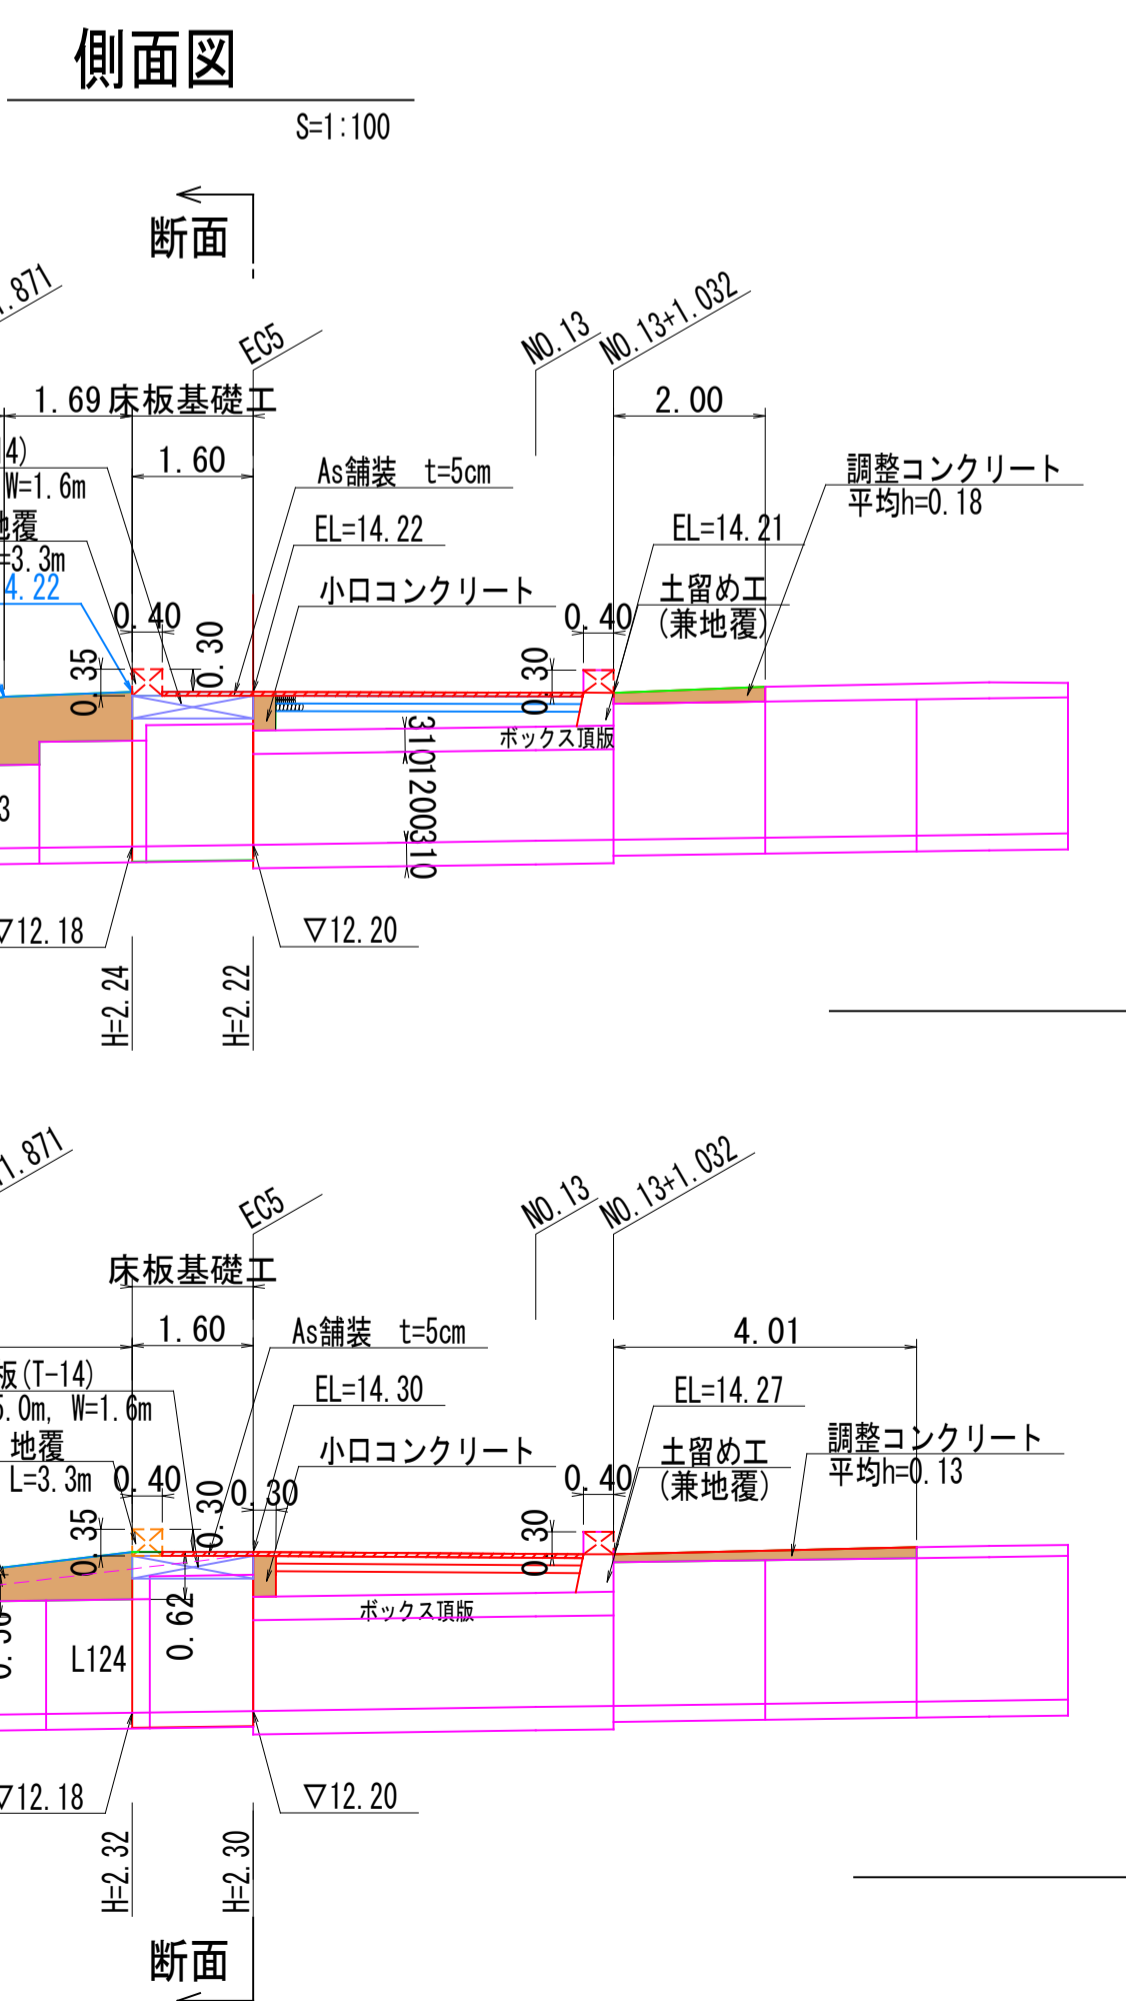 側面図
S=1:100
断面
1.871
EC5
NO.13
NO.13+1.032
1.69
床板基礎工
2.00
1.60
As舗装　t=5cm
調整コンクリート
平均h=0.18
14)
W=1.6m
地覆
=3.3m
4.22
EL=14.22
EL=14.21
小口コンクリート
土留め工
(兼地覆)
0.40
0.30
0.35
0.40
0.30
ボックス頂版
310
1200
310
3
▽12.18
▽12.20
H=2.24
H=2.22
1.871
EC5
NO.13
NO.13+1.032
床板基礎工
1.60
As舗装　t=5cm
4.01
板(T-14)
5.0m, W=1.6m
地覆
L=3.3m
EL=14.30
EL=14.27
小口コンクリート
土留め工
(兼地覆)
調整コンクリート
平均h=0.13
0.40
0.30
0.30
0.35
0.40
0.30
0.62
ボックス頂版
L124
▽12.18
▽12.20
H=2.32
H=2.30
断面